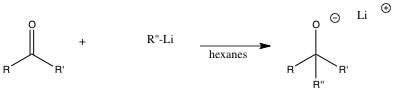 O
R R'
+
R"-Li
hexanes
O ⊖ Li ⊕
R R'
R"